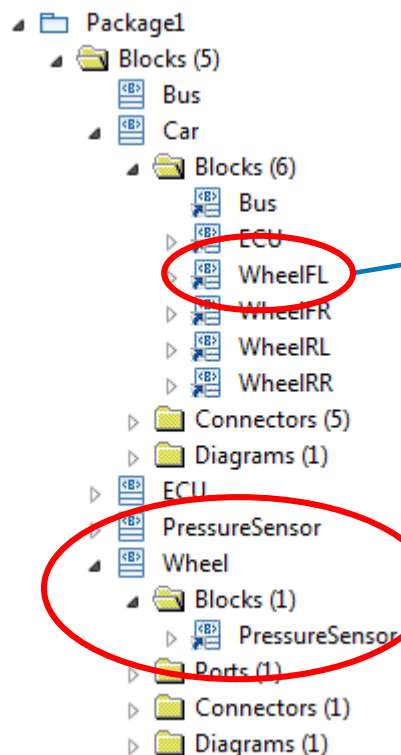 Package1
Blocks (5)
<B> Bus
<B> Car
Blocks (6)
<B> Bus
<B> ECU
<B> WheelFL
<B> WheelFR
<B> WheelRL
<B> WheelRR
Connectors (5)
Diagrams (1)
<B> ECU
<B> PressureSensor
<B> Wheel
Blocks (1)
<B> PressureSensor
Ports (1)
Connectors (1)
Diagrams (1)